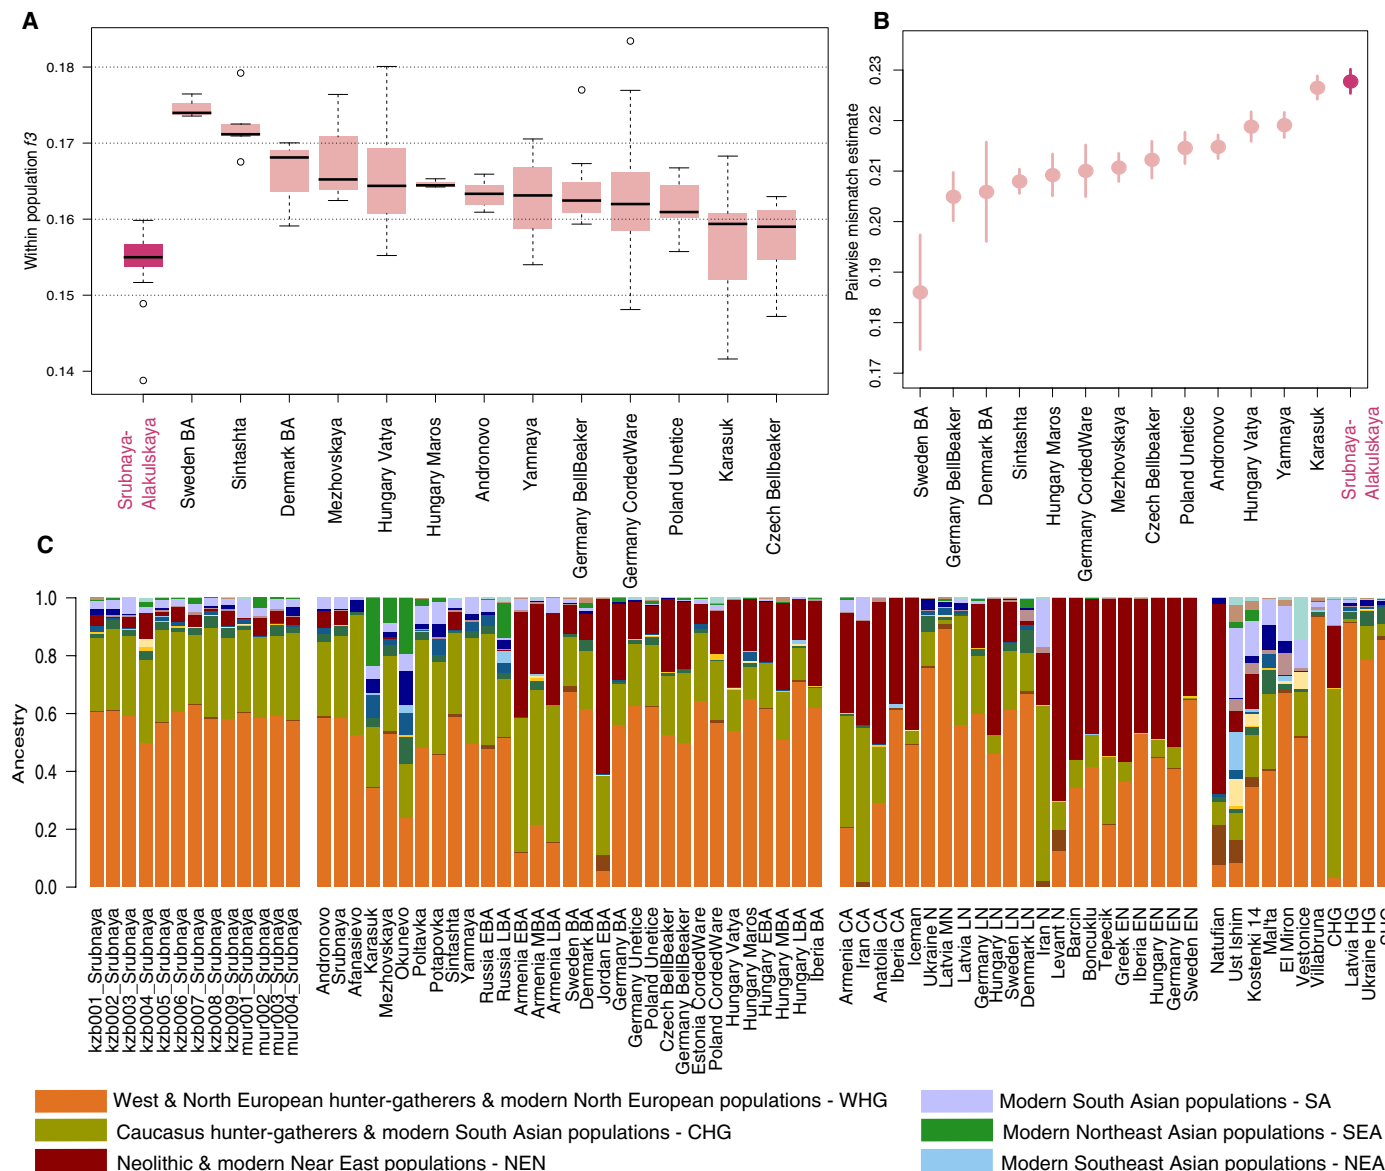 A
Within population f3
0.18
0.17
0.16
0.15
0.14
Srubnaya-
Alakulskaya
Sweden BA
Sintashta
Denmark BA
Mezhovskaya
Hungary Vatya
Hungary Maros
Andronovo
Yamnaya
Germany BellBeaker
Germany CordedWare
Poland Unetice
Karasuk
Czech Bellbeaker
B
Pairwise mismatch estimate
0.23
0.22
0.21
0.20
0.19
0.18
0.17
Sweden BA
Germany BellBeaker
Denmark BA
Sintashta
Hungary Maros
Germany CordedWare
Mezhovskaya
Czech Bellbeaker
Poland Unetice
Andronovo
Hungary Vatya
Yamnaya
Karasuk
Srubnaya-
Alakulskaya
C
Ancestry
1.0
0.8
0.6
0.4
0.2
0.0
kzb001_Srubnaya
kzb002_Srubnaya
kzb003_Srubnaya
kzb004_Srubnaya
kzb005_Srubnaya
kzb006_Srubnaya
kzb007_Srubnaya
kzb008_Srubnaya
kzb009_Srubnaya
mur001_Srubnaya
mur002_Srubnaya
mur003_Srubnaya
mur004_Srubnaya
Andronovo
Srubnaya
Afanasievo
Karasuk
Mezhovskaya
Okunevo
Poltavka
Potapovka
Sintashta
Yamnaya
Russia EBA
Russia LBA
Armenia EBA
Armenia MBA
Armenia LBA
Sweden BA
Denmark BA
Jordan EBA
Germany BA
Germany Unetice
Poland Unetice
Czech BellBeaker
Germany BellBeaker
Estonia CordedWare
Poland CordedWare
Hungary Vatya
Hungary Maros
Hungary EBA
Hungary MBA
Hungary LBA
Iberia BA
Armenia CA
Iran CA
Anatolia CA
Iberia CA
Iceman
Ukraine N
Latvia MN
Latvia LN
Germany LN
Hungary LN
Sweden LN
Denmark LN
Iran N
Levant N
Barcin
Boncuklu
Tepecik
Greek EN
Iberia EN
Hungary EN
Germany EN
Sweden EN
Natufian
Ust Ishim
Kostenki 14
Malta
El Miron
Vestonice
Villabruna
CHG
Latvia HG
Ukraine HG
West & North European hunter-gatherers & modern North European populations - WHG
Caucasus hunter-gatherers & modern South Asian populations - CHG
Neolithic & modern Near East populations - NEN
Modern South Asian populations - SA
Modern Northeast Asian populations - SEA
Modern Southeast Asian populations - NEA